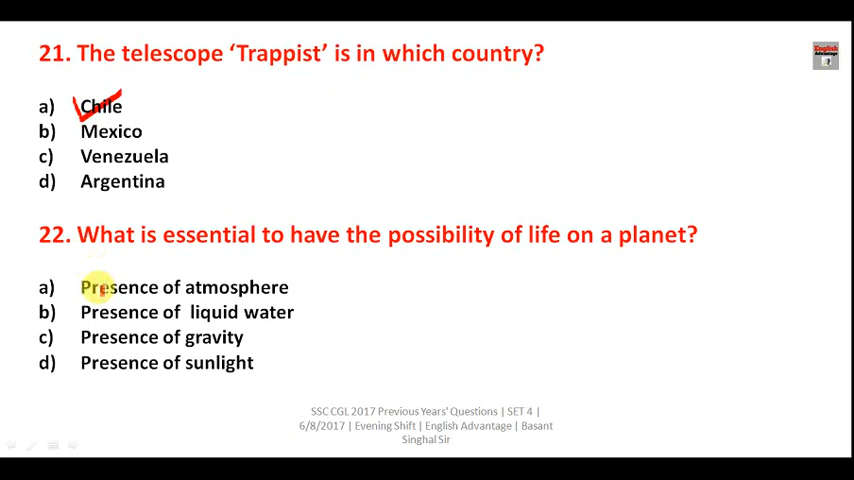 21. The telescope ‘Trappist’ is in which country?
English
Advantage
a) Chile
b) Mexico
c) Venezuela
d) Argentina
22. What is essential to have the possibility of life on a planet?
a) Presence of atmosphere
b) Presence of liquid water
c) Presence of gravity
d) Presence of sunlight
SSC CGL 2017 Previous Years' Questions | SET 4 |
6/8/2017 | Evening Shift | English Advantage | Basant
Singhal Sir